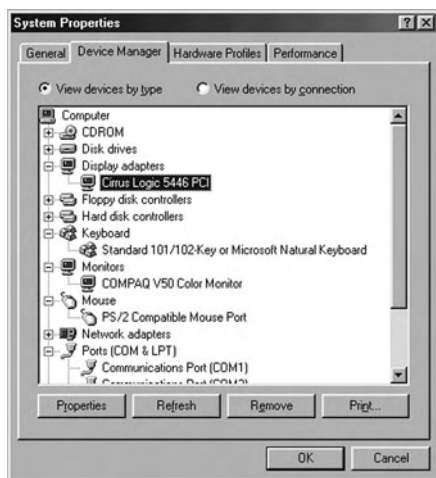 System Properties
General Device Manager Hardware Profiles Performance
View devices by type View devices by connection
Computer
CDROM
Disk drives
Display adapters
Cirrus Logic 5446 PCI
Floppy disk controllers
Hard disk controllers
Keyboard
Standard 101/102-Key or Microsoft Natural Keyboard
Monitors
COMPAQ V50 Color Monitor
Mouse
PS/2 Compatible Mouse Port
Network adapters
Ports (COM & LPT)
Communications Port (COM1)
Communications Port (COM2)
Properties Refresh Remove Print...
OK Cancel